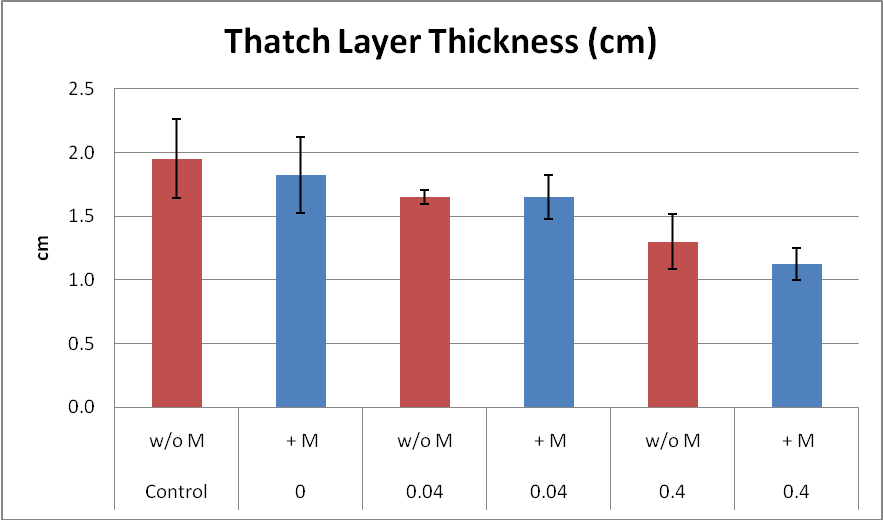 Thatch Layer Thickness (cm)
cm
2.5
2.0
1.5
1.0
0.5
0.0
w/o M + M w/o M + M w/o M + M
Control 0 0.04 0.04 0.4 0.4